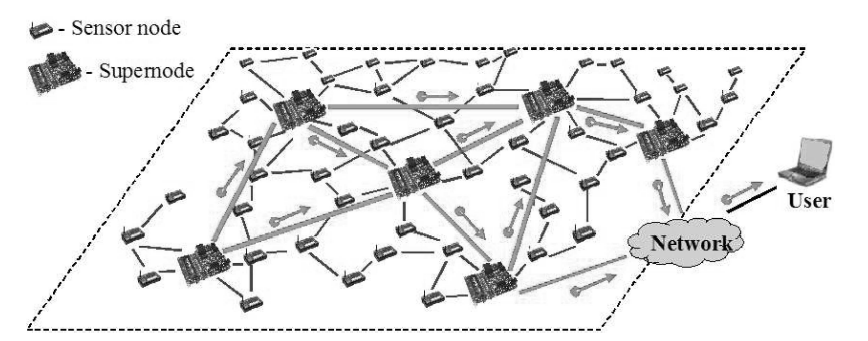 - Sensor node
- Supernode
User
Network